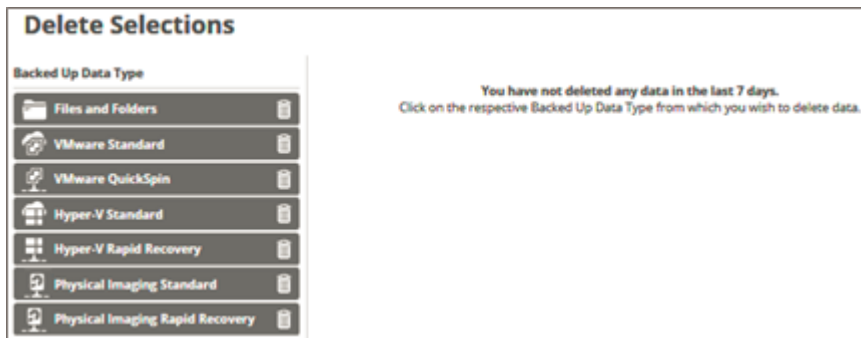 Delete Selections
Backed Up Data Type
Files and Folders
VMware Standard
VMware QuickSpin
Hyper-V Standard
Hyper-V Rapid Recovery
Physical Imaging Standard
Physical Imaging Rapid Recovery
You have not deleted any data in the last 7 days.
Click on the respective Backed Up Data Type from which you wish to delete data.